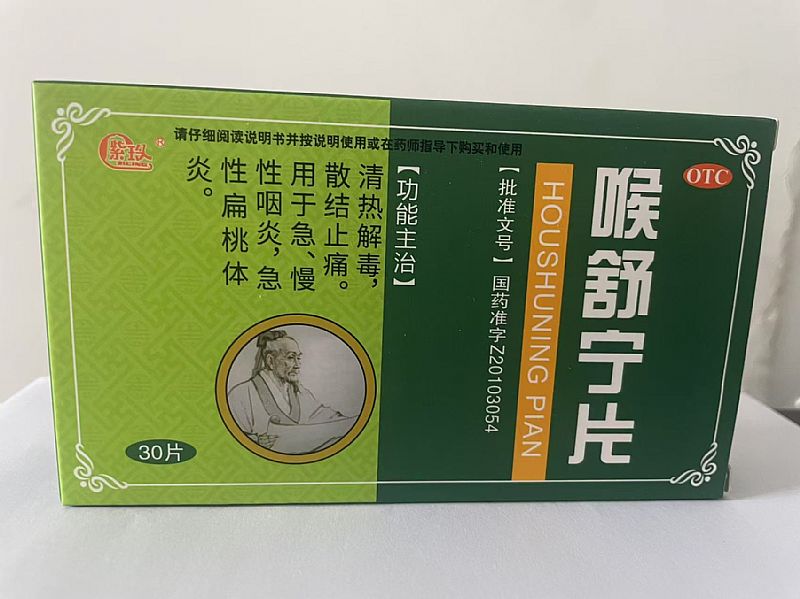 请仔细阅读说明书并按说明使用或在药师指导下购买和使用
紫玖
®
OTC
喉舒宁片
HOUSHUNING PIAN
【批准文号】国药准字Z20103054
【功能主治】
清热解毒，
散结止痛。
用于急、慢
性咽炎，急
性扁桃体
炎。
30片